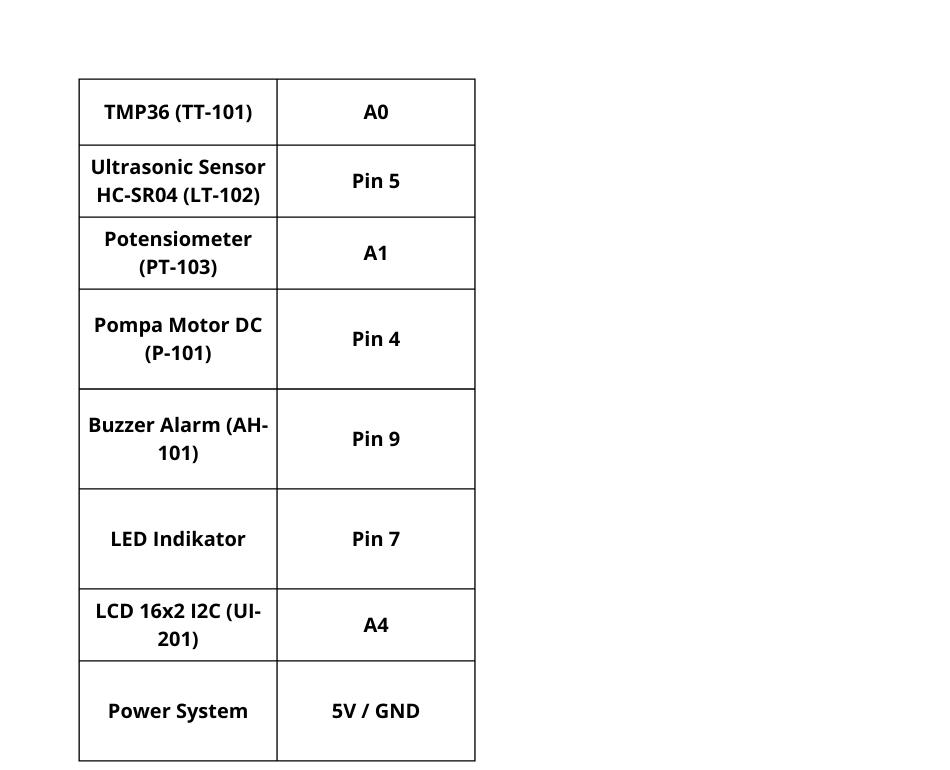 TMP36 (TT-101)
A0
Ultrasonic Sensor
HC-SR04 (LT-102)
Pin 5
Potensiometer
(PT-103)
A1
Pompa Motor DC
(P-101)
Pin 4
Buzzer Alarm (AH-
101)
Pin 9
LED Indikator
Pin 7
LCD 16x2 I2C (UI-
201)
A4
Power System
5V / GND